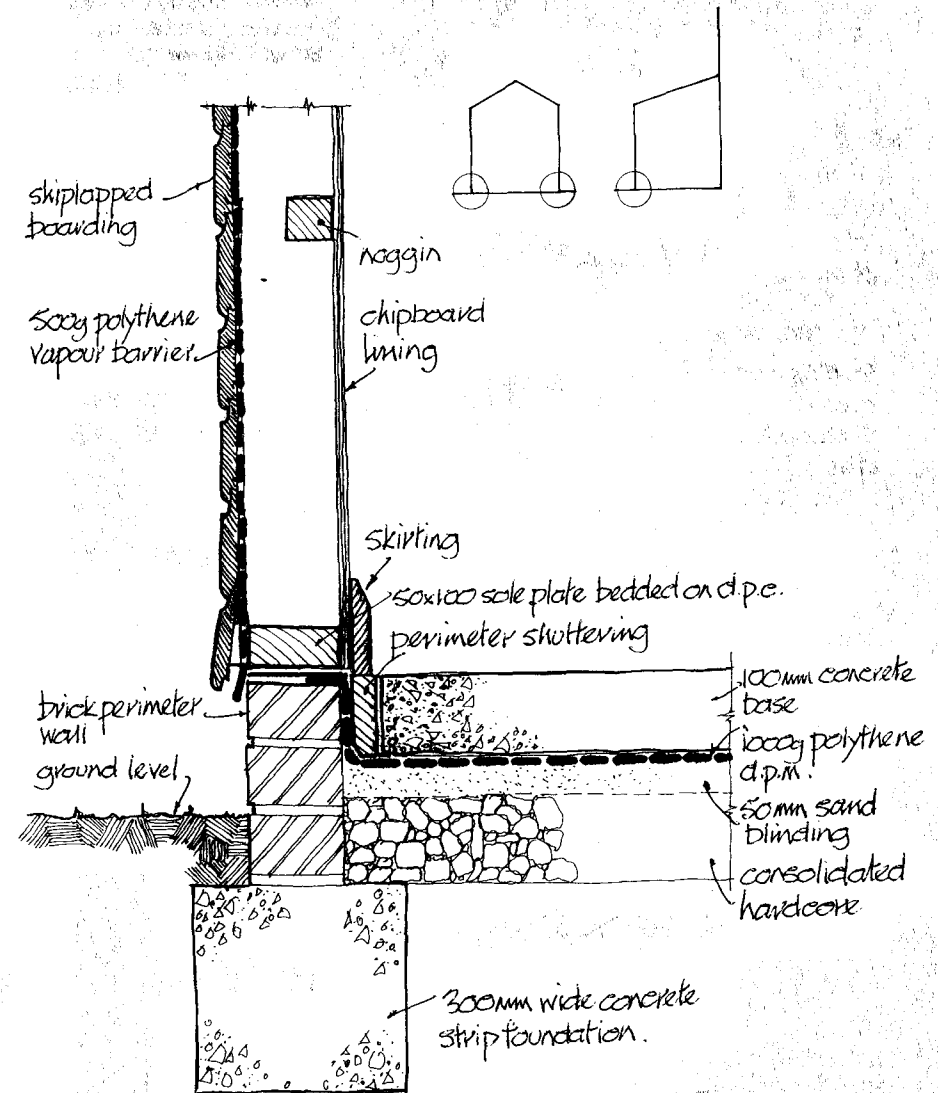 skiplapped
boarding
noggin
500g polythene
vapour barrier
chipboard
lining
skirting
50x100 sole plate bedded on d.p.c.
perimeter shuttering
100mm concrete
base
brick perimeter
wall
1000g polythene
d.p.m.
ground level
50mm sand
blinding
consolidated
hardcore
300mm wide concrete
strip foundation.